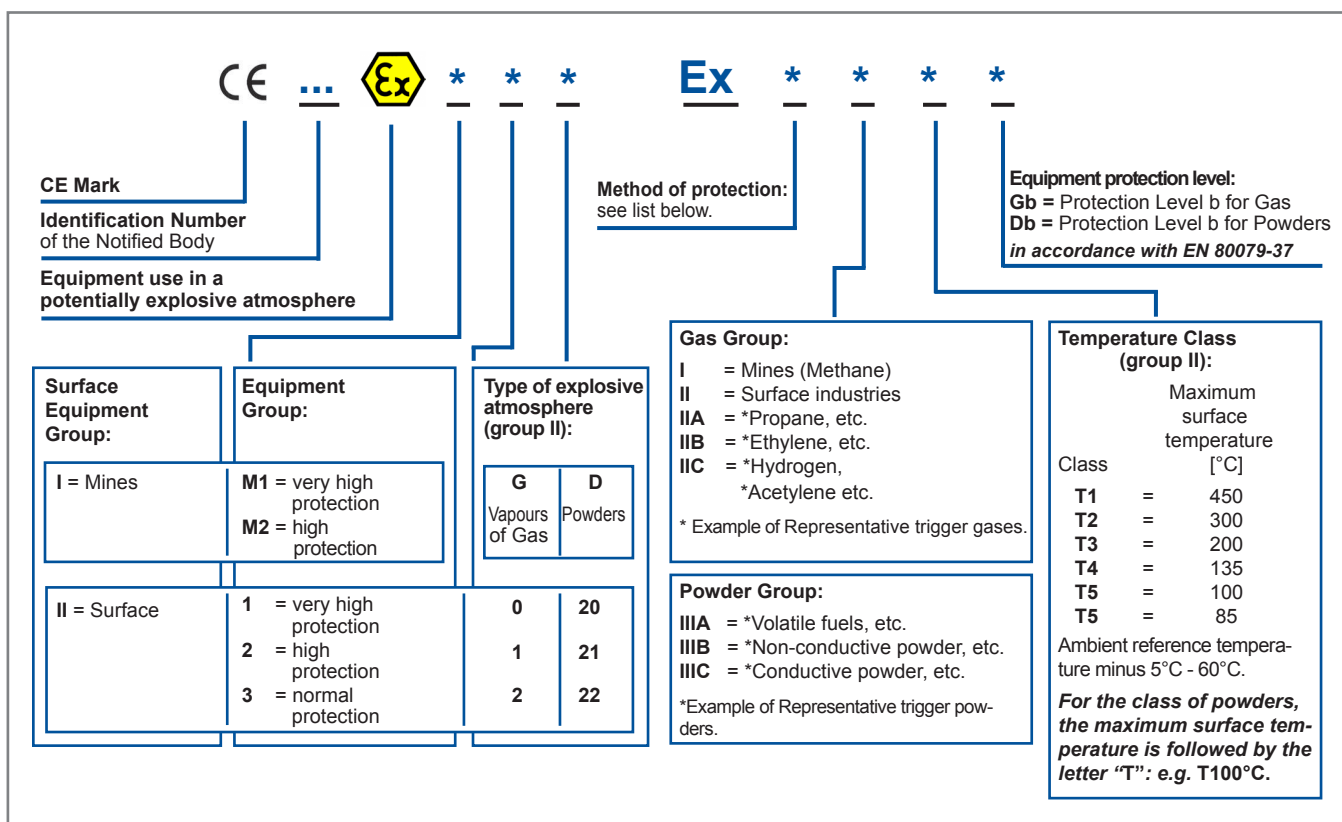 CE ... Ex * * * Ex * * * *
CE Mark
Identification Number
of the Notified Body
Equipment use in a
potentially explosive atmosphere
Method of protection:
see list below.
Equipment protection level:
Gb = Protection Level b for Gas
Db = Protection Level b for Powders
in accordance with EN 80079-37
Surface
Equipment
Group:
Equipment
Group:
Type of explosive
atmosphere
(group II):
I = Mines
M1 = very high
protection
M2 = high
protection
G D
Vapours Powders
of Gas
II = Surface
1 = very high
protection
0 20
2 = high
protection
1 21
3 = normal
protection
2 22
Gas Group:
I = Mines (Methane)
II = Surface industries
IIA = *Propane, etc.
IIB = *Ethylene, etc.
IIC = *Hydrogen,
*Acetylene etc.
* Example of Representative trigger gases.
Powder Group:
IIIA = *Volatile fuels, etc.
IIIB = *Non-conductive powder, etc.
IIIC = *Conductive powder, etc.
*Example of Representative trigger pow-
ders.
Temperature Class
(group II):
Maximum
surface
temperature
Class [°C]
T1 = 450
T2 = 300
T3 = 200
T4 = 135
T5 = 100
T5 = 85
Ambient reference tempera-
ture minus 5°C - 60°C.
For the class of powders,
the maximum surface tem-
perature is followed by the
letter “T”: e.g. T100°C.